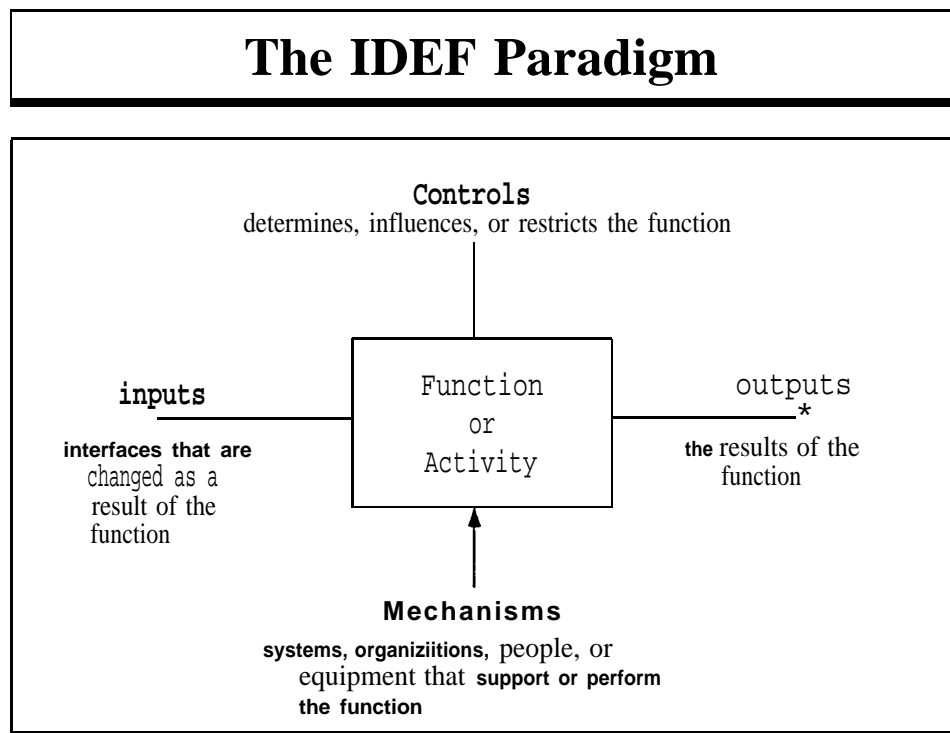 The IDEF Paradigm
Controls
determines, influences, or restricts the function
inputs
interfaces that are
changed as a
result of the
function
Function
or
Activity
outputs
*
the results of the
function
Mechanisms
systems, organiziitions, people, or
equipment that support or perform
the function